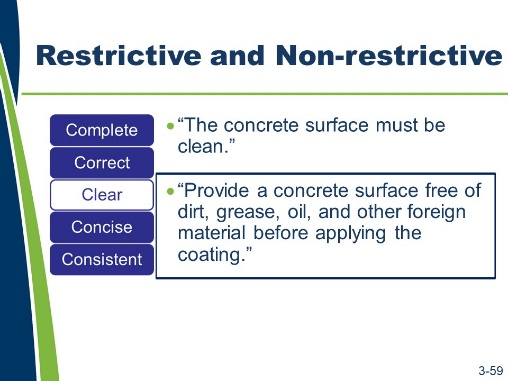 Restrictive and Non-restrictive
Complete
Correct
Clear
Concise
Consistent
•“The concrete surface must be
clean.”
•“Provide a concrete surface free of
dirt, grease, oil, and other foreign
material before applying the
coating.”
3-59